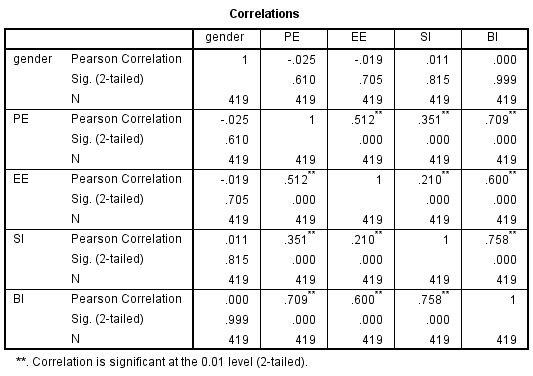 Correlations
gender PE EE SI BI
gender Pearson Correlation 1 -.025 -.019 .011 .000
Sig. (2-tailed) .610 .705 .815 .999
N 419 419 419 419 419
PE Pearson Correlation -.025 1 .512** .351** .709**
Sig. (2-tailed) .610 .000 .000 .000
N 419 419 419 419 419
EE Pearson Correlation -.019 .512** 1 .210** .600**
Sig. (2-tailed) .705 .000 .000 .000
N 419 419 419 419 419
SI Pearson Correlation .011 .351** .210** 1 .758**
Sig. (2-tailed) .815 .000 .000 .000
N 419 419 419 419 419
BI Pearson Correlation .000 .709** .600** .758** 1
Sig. (2-tailed) .999 .000 .000 .000
N 419 419 419 419 419
**. Correlation is significant at the 0.01 level (2-tailed).